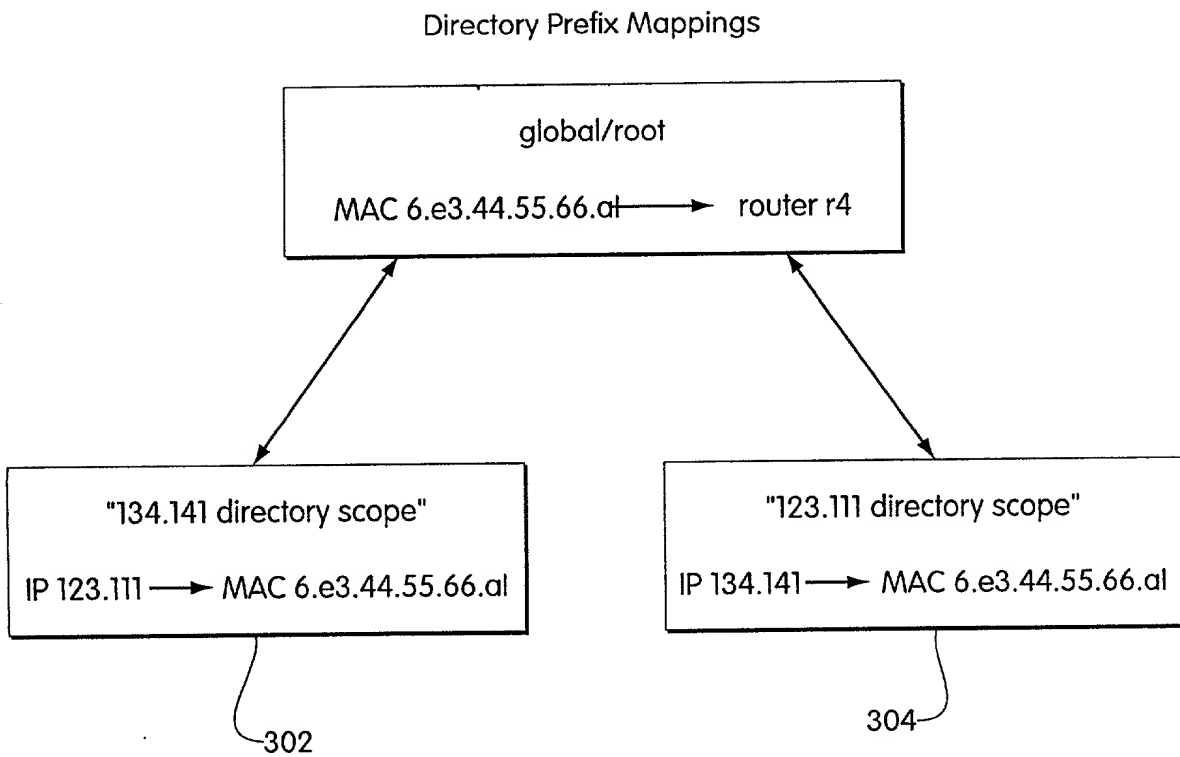 Directory Prefix Mappings
global/root
MAC 6.e3.44.55.66.al → router r4
"134.141 directory scope"
IP 123.111 → MAC 6.e3.44.55.66.al
"123.111 directory scope"
IP 134.141 → MAC 6.e3.44.55.66.al
302
304